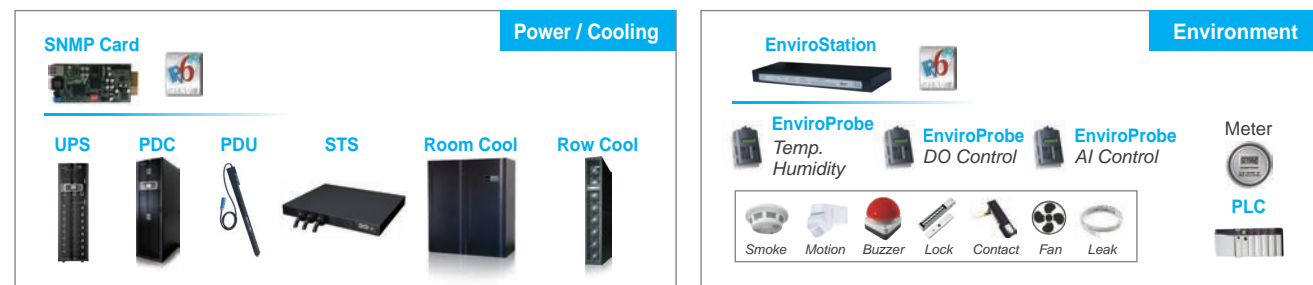 Power / Cooling
SNMP Card
UPS
PDC
PDU
STS
Room Cool
Row Cool
Environment
EnviroStation
EnviroProbe
Temp.
Humidity
EnviroProbe
DO Control
EnviroProbe
AI Control
Meter
PLC
Smoke
Motion
Buzzer
Lock
Contact
Fan
Leak